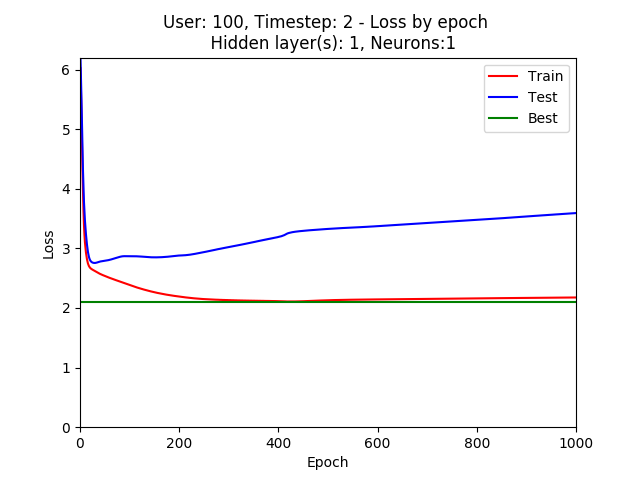 User: 100, Timestep: 2 - Loss by epoch
Hidden layer(s): 1, Neurons:1
Train
Test
Best
Loss
6
5
4
3
2
1
0
0 200 400 600 800 1000
Epoch